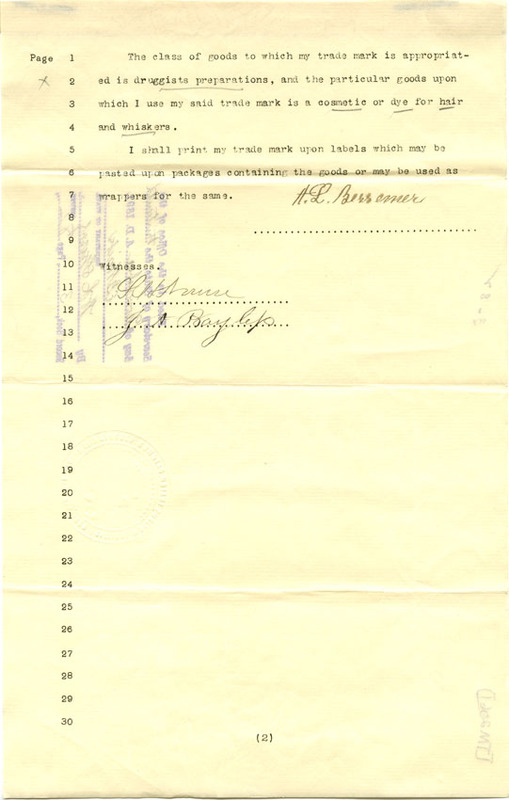 Page 1 The class of goods to which my trade mark is appropriat-
x 2 ed is druggists preparations, and the particular goods upon
3 which I use my said trade mark is a cosmetic or dye for hair
4 and whiskers.
5 I shall print my trade mark upon labels which may be
6 pasted upon packages containing the goods or may be used as
7 wrappers for the same. A. L. Bessamer
8
9
10 Witnesses.
11
12
13
14
15
16
17
18
19
20
21
22
23
24
25
26
27
28
29
30
(2)